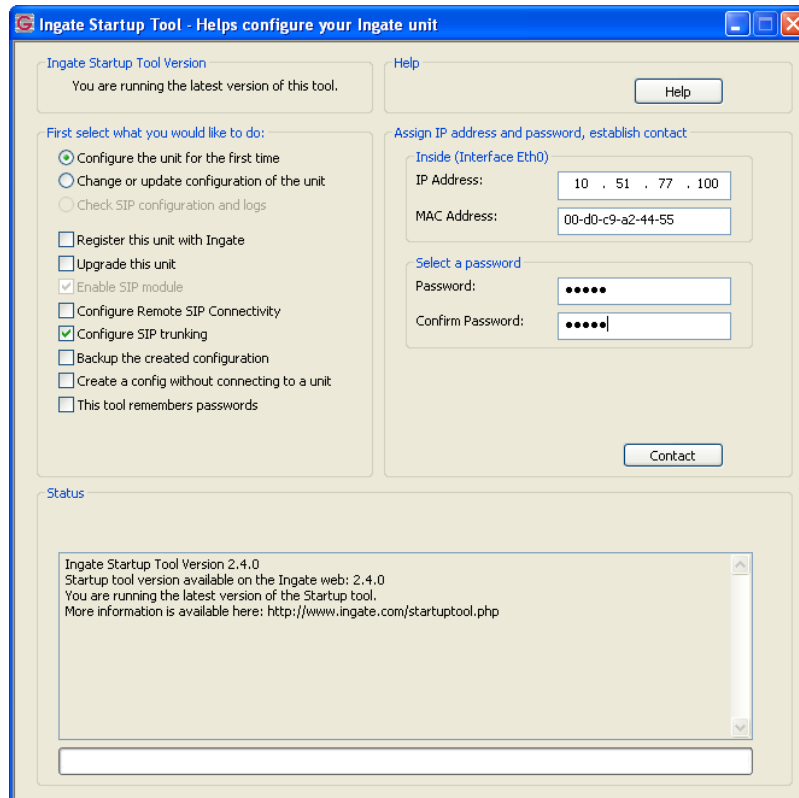 Ingate Startup Tool - Helps configure your Ingate unit
Ingate Startup Tool Version
You are running the latest version of this tool.
Help
Help
First select what you would like to do:
Configure the unit for the first time
Change or update configuration of the unit
Check SIP configuration and logs
Register this unit with Ingate
Upgrade this unit
Enable SIP module
Configure Remote SIP Connectivity
Configure SIP trunking
Backup the created configuration
Create a config without connecting to a unit
This tool remembers passwords
Assign IP address and password, establish contact
Inside (Interface Eth0)
IP Address: 10 . 51 . 77 . 100
MAC Address: 00-d0-c9-a2-44-55
Select a password
Password: •••••
Confirm Password: •••••
Contact
Status
Ingate Startup Tool Version 2.4.0
Startup tool version available on the Ingate web: 2.4.0
You are running the latest version of the Startup tool.
More information is available here: http://www.ingate.com/startuptool.php